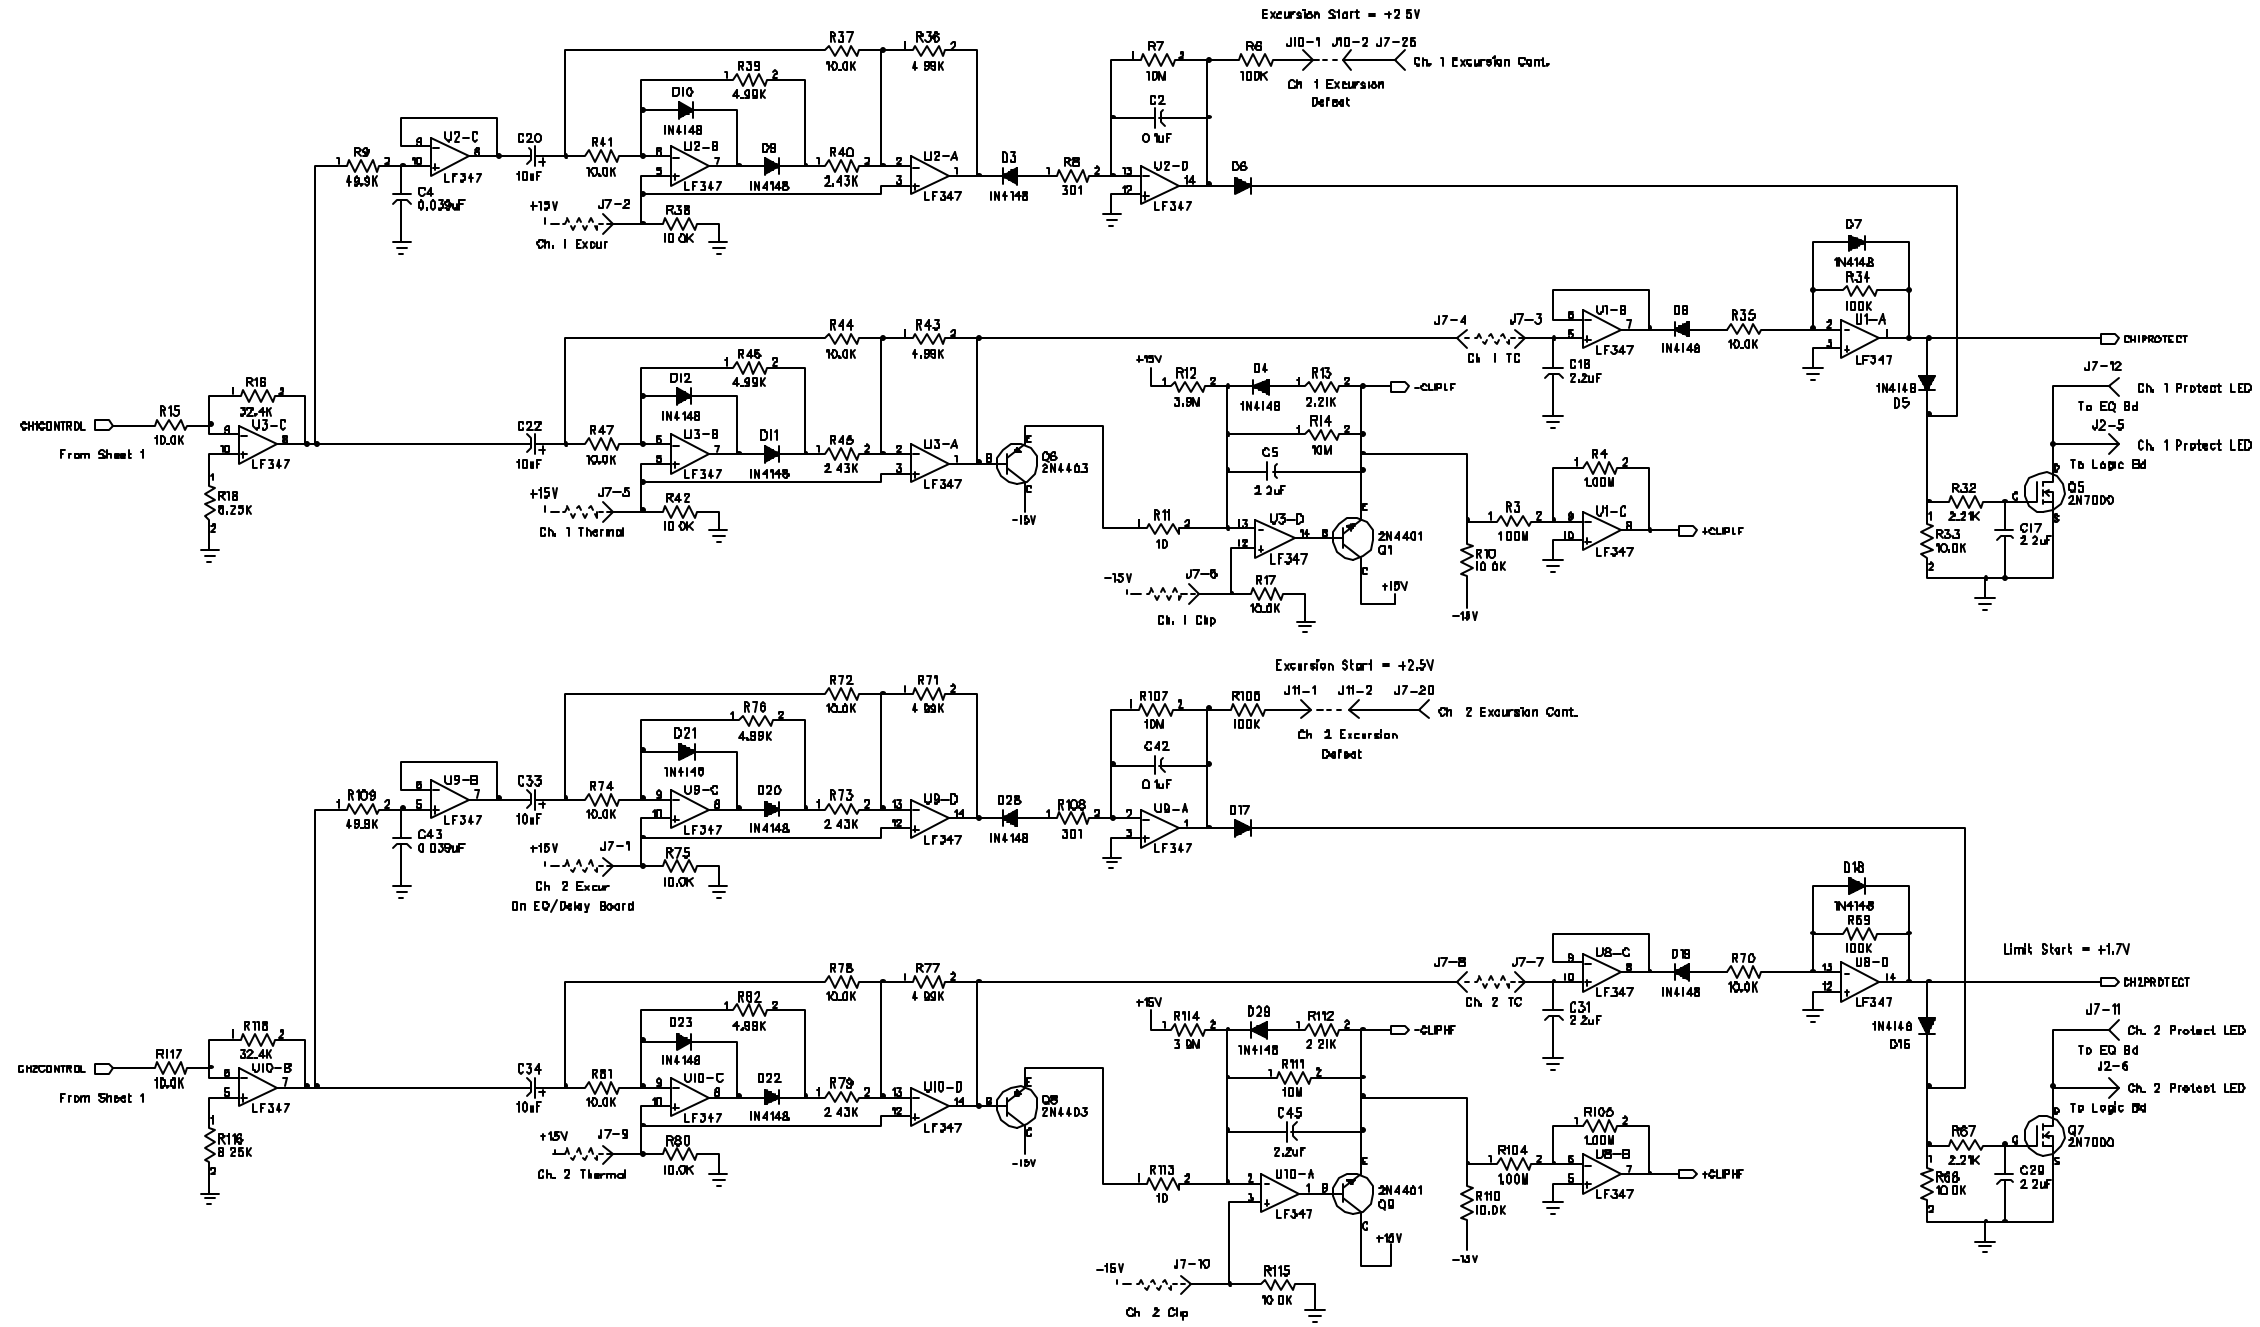 Excursion Start = +2.5V
R37
10.0K
R36
4.99K
R39
4.99K
D10
1N4148
R7
10M
R6
100K
J10-1
J10-2
J7-26
Ch. 1 Excursion Cont.
Ch 1 Excursion
Defeat
C2
0.1uF
R9
49.9K
U2-C
LF347
C4
0.039uF
C20
10uF
R41
10.0K
U2-B
LF347
D9
1N4148
R40
2.43K
U2-A
LF347
D3
1N4148
R8
301
U2-D
LF347
D6
+15V
J7-2
Ch. 1 Excur
R38
10.0K
D7
1N4148
R34
100K
U1-A
LF347
R44
10.0K
R43
4.99K
R45
4.99K
D12
1N4148
J7-4
J7-3
Ch 1 TC
U1-B
LF347
C18
2.2uF
D8
1N4148
R35
10.0K
CH1PROTECT
J7-12
Ch. 1 Protect LED
To EQ Bd
J2-5
Ch. 1 Protect LED
To Logic Bd
1N4148
D5
CH1CONTROL
From Sheet 1
R15
10.0K
R18
32.4K
U3-C
LF347
R16
8.25K
C22
10uF
R47
10.0K
U3-B
LF347
D11
1N4148
R46
2.43K
U3-A
LF347
Q6
2N4403
-15V
+15V
J7-5
Ch. 1 Thermal
R42
10.0K
+15V
R12
3.9M
D4
1N4148
R13
2.21K
-CLIPLF
R14
10M
C5
2.2uF
R11
10
U3-D
LF347
2N4401
Q1
+15V
-15V
J7-6
Ch. 1 Clip
R17
10.0K
R10
10.0K
-15V
R3
1.00M
R4
1.00M
U1-C
LF347
+CLIPLF
R32
2.21K
R33
10.0K
C17
2.2uF
Q5
2N7000
Excursion Start = +2.5V
R72
10.0K
R71
4.99K
R76
4.99K
D21
1N4148
R107
10M
R106
100K
J11-1
J11-2
J7-20
Ch 2 Excursion Cont.
Ch 2 Excursion
Defeat
C42
0.1uF
R109
49.9K
U9-B
LF347
C43
0.039uF
C33
10uF
R74
10.0K
U9-C
LF347
D20
1N4148
R73
2.43K
U9-D
LF347
D28
1N4148
R108
301
U9-A
LF347
D17
+15V
J7-1
Ch 2 Excur
On EQ/Delay Board
R75
10.0K
D18
1N4148
R69
100K
U8-D
LF347
Limit Start = +1.7V
R78
10.0K
R77
4.99K
R82
4.99K
D23
1N4148
J7-8
J7-7
Ch. 2 TC
U8-C
LF347
C31
2.2uF
D19
1N4148
R70
10.0K
CH2PROTECT
J7-11
Ch. 2 Protect LED
To EQ Bd
J2-6
Ch. 2 Protect LED
To Logic Bd
1N4148
D16
CH2CONTROL
From Sheet 1
R117
10.0K
R118
32.4K
U10-B
LF347
R116
8.25K
C34
10uF
R81
10.0K
U10-C
LF347
D22
1N4148
R79
2.43K
U10-D
LF347
Q8
2N4403
-15V
+15V
J7-9
Ch. 2 Thermal
R80
10.0K
+15V
R114
3.9M
D29
1N4148
R112
2.21K
-CLIPHF
R111
10M
C45
2.2uF
R113
10
U10-A
LF347
2N4401
Q9
+15V
-15V
J7-10
Ch 2 Clip
R115
10.0K
R110
10.0K
-15V
R104
1.00M
R105
1.00M
U8-B
LF347
+CLIPHF
R67
2.21K
R68
10.0K
C29
2.2uF
Q7
2N7000